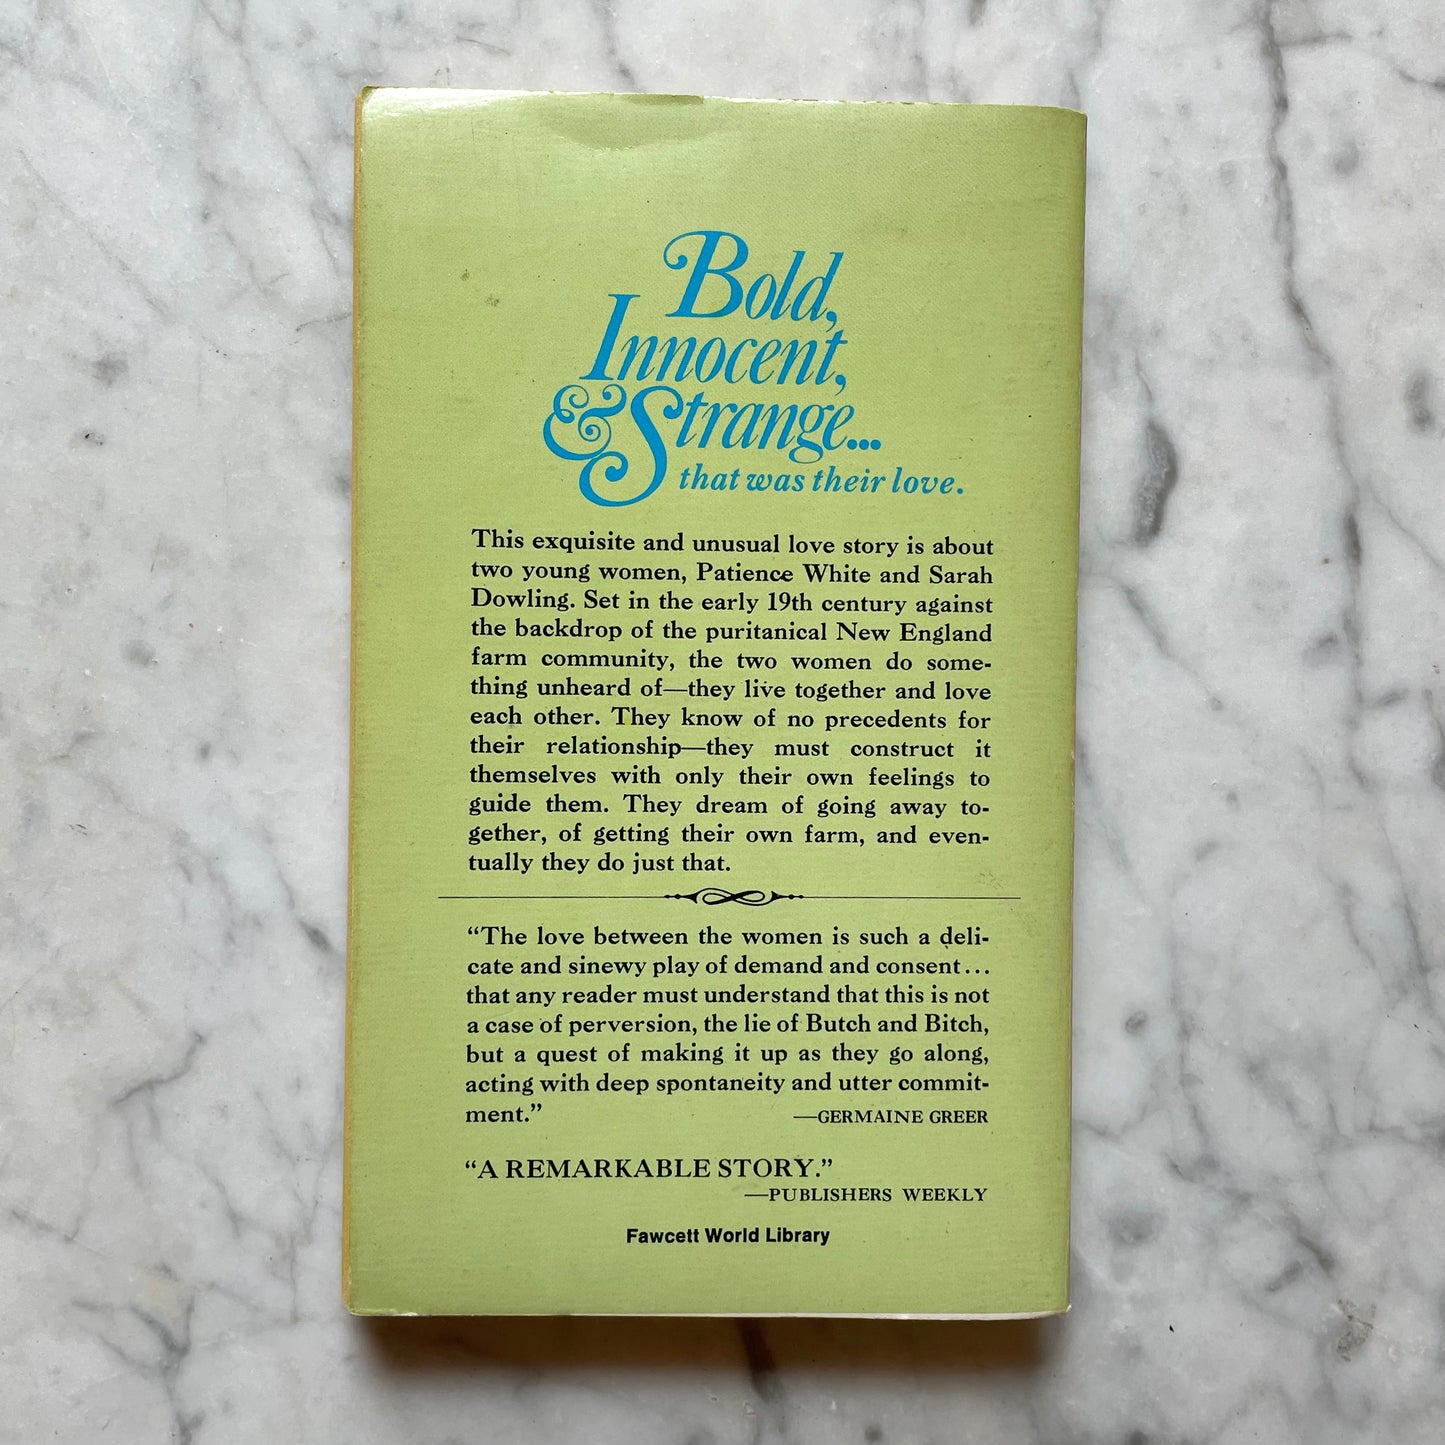 Bold,
Innocent,
& Strange...
that was their love.
This exquisite and unusual love story is about
two young women, Patience White and Sarah
Dowling. Set in the early 19th century against
the backdrop of the puritanical New England
farm community, the two women do some-
thing unheard of—they live together and love
each other. They know of no precedents for
their relationship—they must construct it
themselves with only their own feelings to
guide them. They dream of going away to-
gether, of getting their own farm, and even-
tually they do just that.
“The love between the women is such a deli-
cate and sinewy play of demand and consent...
that any reader must understand that this is not
a case of perversion, the lie of Butch and Bitch,
but a quest of making it up as they go along,
acting with deep spontaneity and utter commit-
ment.” —GERMAINE GREER
“A REMARKABLE STORY.”
—PUBLISHERS WEEKLY
Fawcett World Library